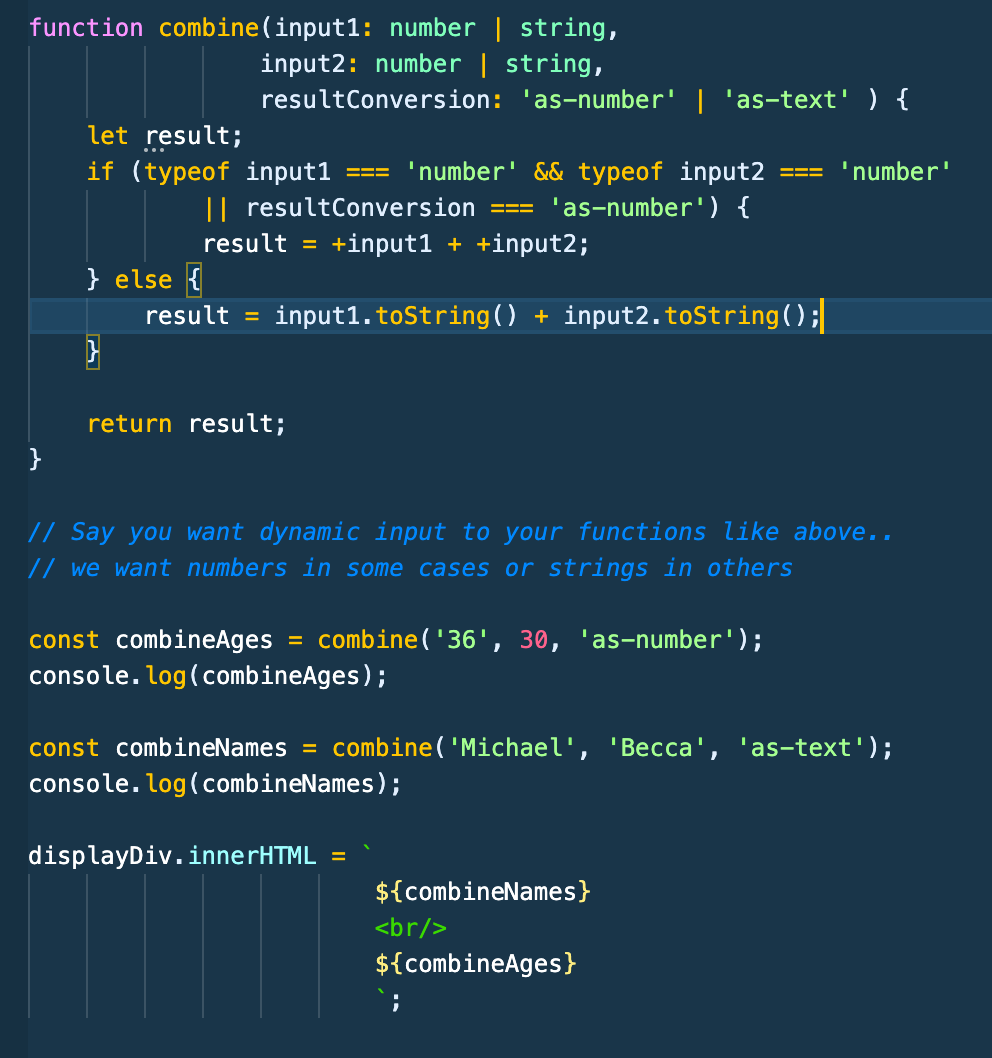 function combine(input1: number | string,
input2: number | string,
resultConversion: 'as-number' | 'as-text' ) {
let result;
if (typeof input1 === 'number' && typeof input2 === 'number'
|| resultConversion === 'as-number') {
result = +input1 + +input2;
} else {
result = input1.toString() + input2.toString();
}
return result;
}
// Say you want dynamic input to your functions like above..
// we want numbers in some cases or strings in others
const combineAges = combine('36', 30, 'as-number');
console.log(combineAges);
const combineNames = combine('Michael', 'Becca', 'as-text');
console.log(combineNames);
displayDiv.innerHTML = `
${combineNames}
<br/>
${combineAges}
`;